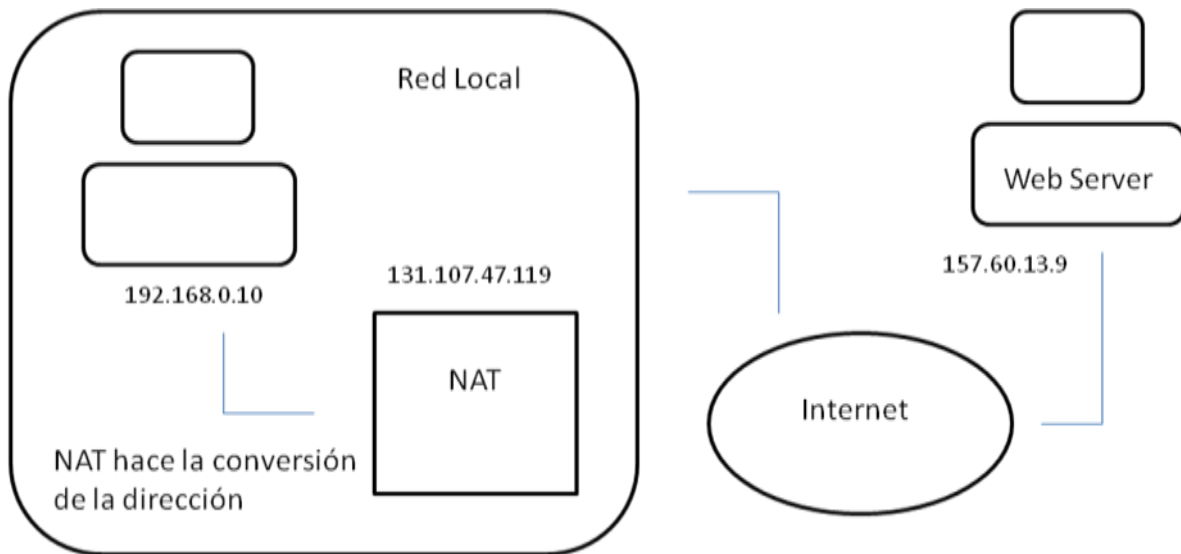 Red Local
192.168.0.10
131.107.47.119
NAT
NAT hace la conversión
de la dirección
Internet
Web Server
157.60.13.9